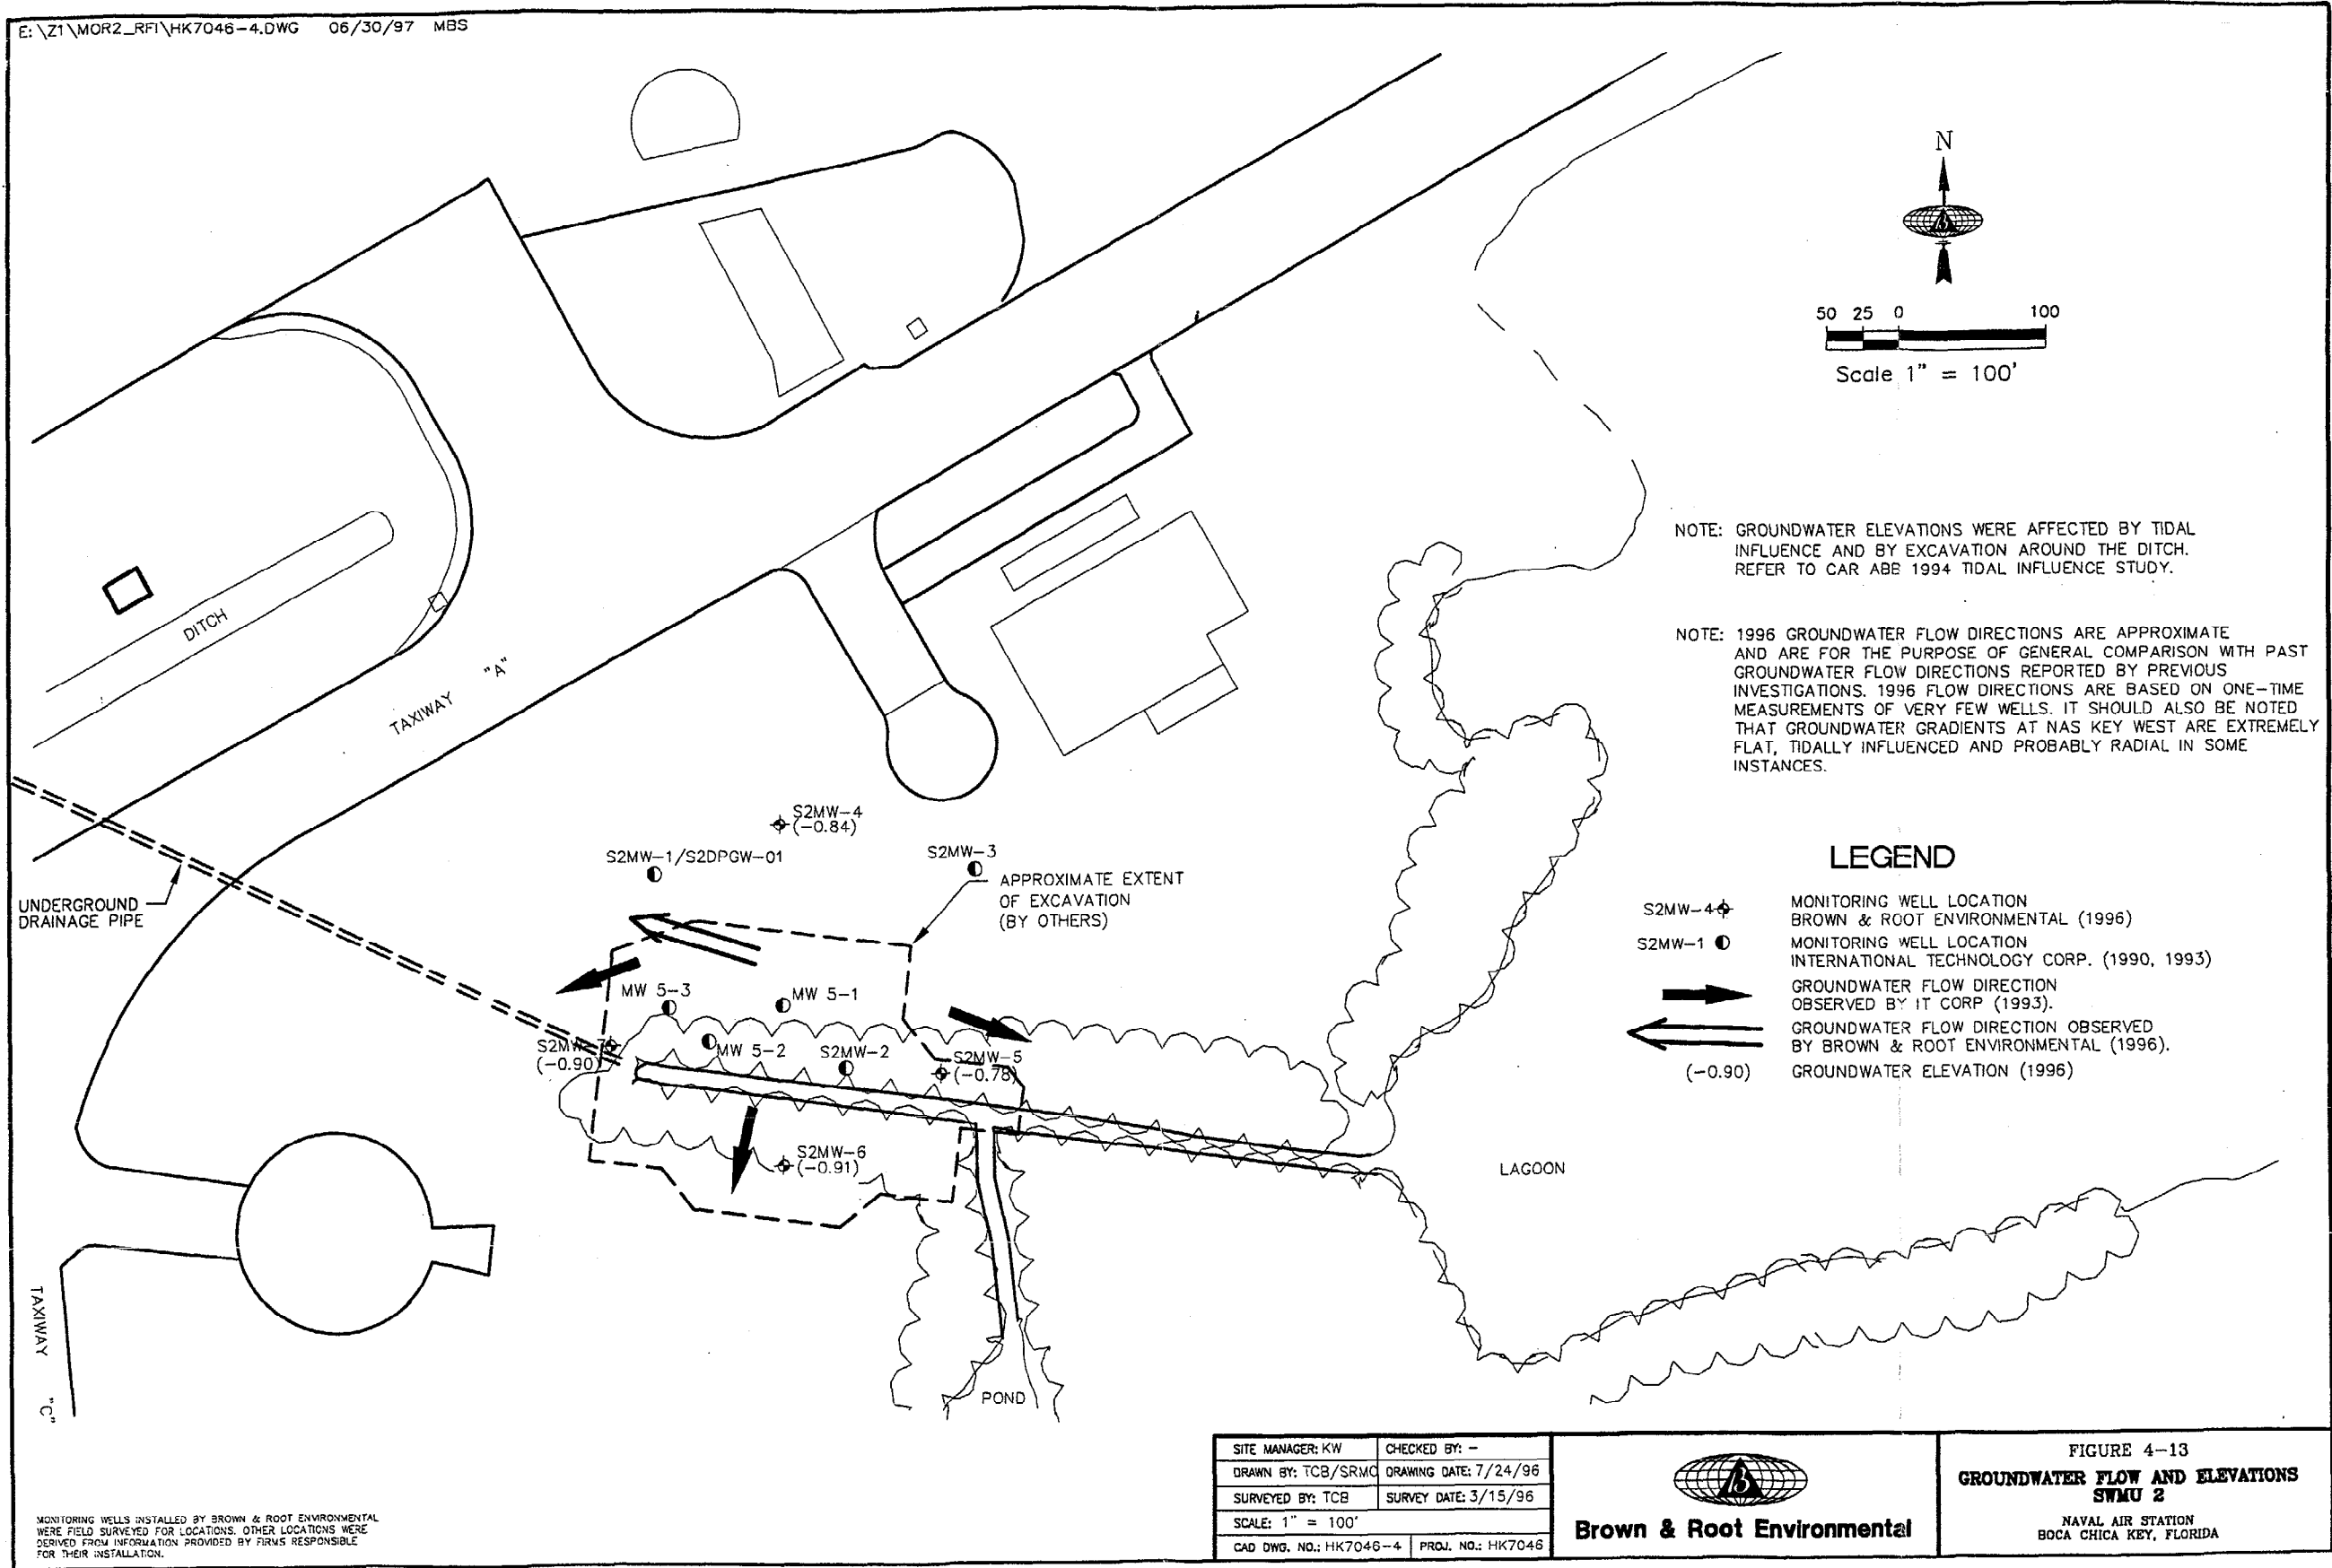 E:\Z1\MOR2_RFI\HK7046-4.DWG 06/30/97 MBS
N
50 25 0 100
Scale 1" = 100'
NOTE: GROUNDWATER ELEVATIONS WERE AFFECTED BY TIDAL
INFLUENCE AND BY EXCAVATION AROUND THE DITCH.
REFER TO CAR ABB 1994 TIDAL INFLUENCE STUDY.
NOTE: 1996 GROUNDWATER FLOW DIRECTIONS ARE APPROXIMATE
AND ARE FOR THE PURPOSE OF GENERAL COMPARISON WITH PAST
GROUNDWATER FLOW DIRECTIONS REPORTED BY PREVIOUS
INVESTIGATIONS. 1996 FLOW DIRECTIONS ARE BASED ON ONE-TIME
MEASUREMENTS OF VERY FEW WELLS. IT SHOULD ALSO BE NOTED
THAT GROUNDWATER GRADIENTS AT NAS KEY WEST ARE EXTREMELY
FLAT, TIDALLY INFLUENCED AND PROBABLY RADIAL IN SOME
INSTANCES.
DITCH
TAXIWAY "A"
UNDERGROUND
DRAINAGE PIPE
S2MW-4
(-0.84)
S2MW-1/S2DPGW-01
S2MW-3
APPROXIMATE EXTENT
OF EXCAVATION
(BY OTHERS)
MW 5-3
MW 5-1
S2MW-7
(-0.90)
MW 5-2
S2MW-2
S2MW-5
(-0.78)
S2MW-6
(-0.91)
LAGOON
POND
TAXIWAY "C"
LEGEND
S2MW-4
MONITORING WELL LOCATION
BROWN & ROOT ENVIRONMENTAL (1996)
S2MW-1
MONITORING WELL LOCATION
INTERNATIONAL TECHNOLOGY CORP. (1990, 1993)
GROUNDWATER FLOW DIRECTION
OBSERVED BY IT CORP (1993).
GROUNDWATER FLOW DIRECTION OBSERVED
BY BROWN & ROOT ENVIRONMENTAL (1996).
(-0.90) GROUNDWATER ELEVATION (1996)
MONITORING WELLS INSTALLED BY BROWN & ROOT ENVIRONMENTAL
WERE FIELD SURVEYED FOR LOCATIONS. OTHER LOCATIONS WERE
DERIVED FROM INFORMATION PROVIDED BY FIRMS RESPONSIBLE
FOR THEIR INSTALLATION.
SITE MANAGER: KW CHECKED BY: -
DRAWN BY: TCB/SRMC DRAWING DATE: 7/24/96
SURVEYED BY: TCB SURVEY DATE: 3/15/96
SCALE: 1" = 100'
CAD DWG. NO.: HK7046-4 PROJ. NO.: HK7046
Brown & Root Environmental
FIGURE 4-13
GROUNDWATER FLOW AND ELEVATIONS
SWMU 2
NAVAL AIR STATION
BOCA CHICA KEY, FLORIDA